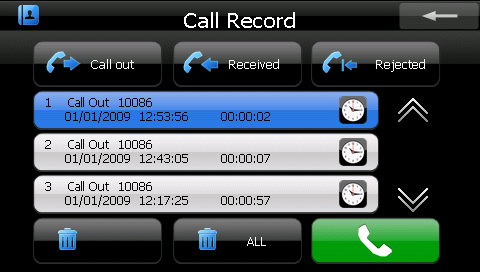 Call Record
Call out
Received
Rejected
1 Call Out 10086
01/01/2009 12:53:56 00:00:02
2 Call Out 10086
01/01/2009 12:43:05 00:00:07
3 Call Out 10086
01/01/2009 12:17:25 00:00:57
ALL